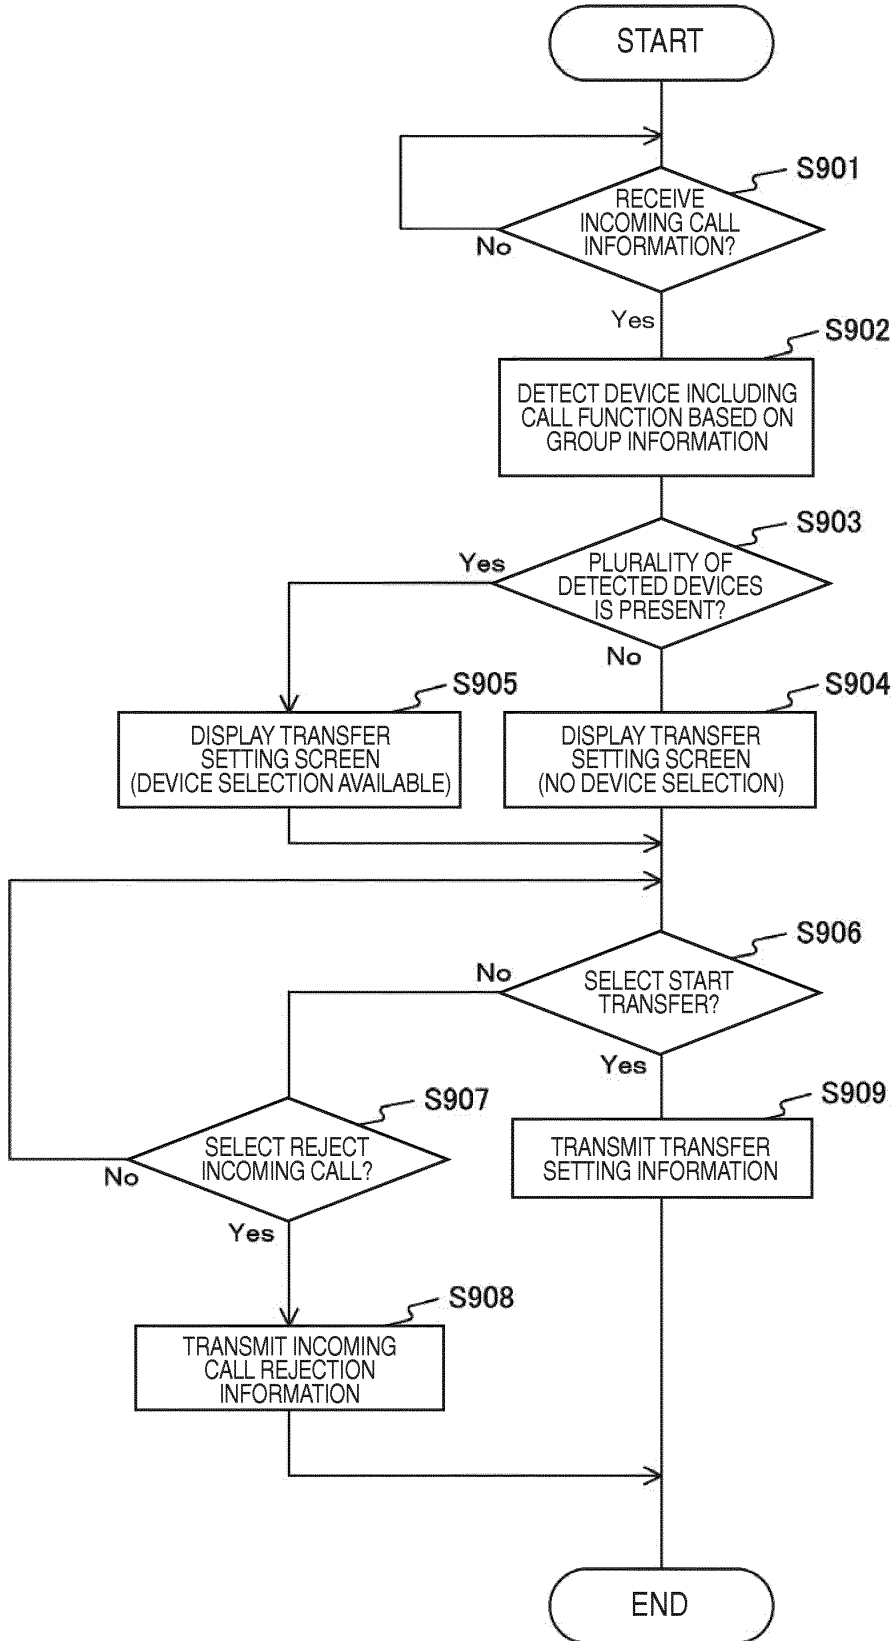 START
S901
RECEIVE
INCOMING CALL
INFORMATION?
No
Yes
S902
DETECT DEVICE INCLUDING
CALL FUNCTION BASED ON
GROUP INFORMATION
S903
Yes
PLURALITY OF
DETECTED DEVICES
IS PRESENT?
No
S905
S904
DISPLAY TRANSFER
SETTING SCREEN
(DEVICE SELECTION AVAILABLE)
DISPLAY TRANSFER
SETTING SCREEN
(NO DEVICE SELECTION)
S906
No
SELECT START
TRANSFER?
Yes
S907
S909
SELECT REJECT
INCOMING CALL?
No
Yes
TRANSMIT TRANSFER
SETTING INFORMATION
S908
TRANSMIT INCOMING
CALL REJECTION
INFORMATION
END